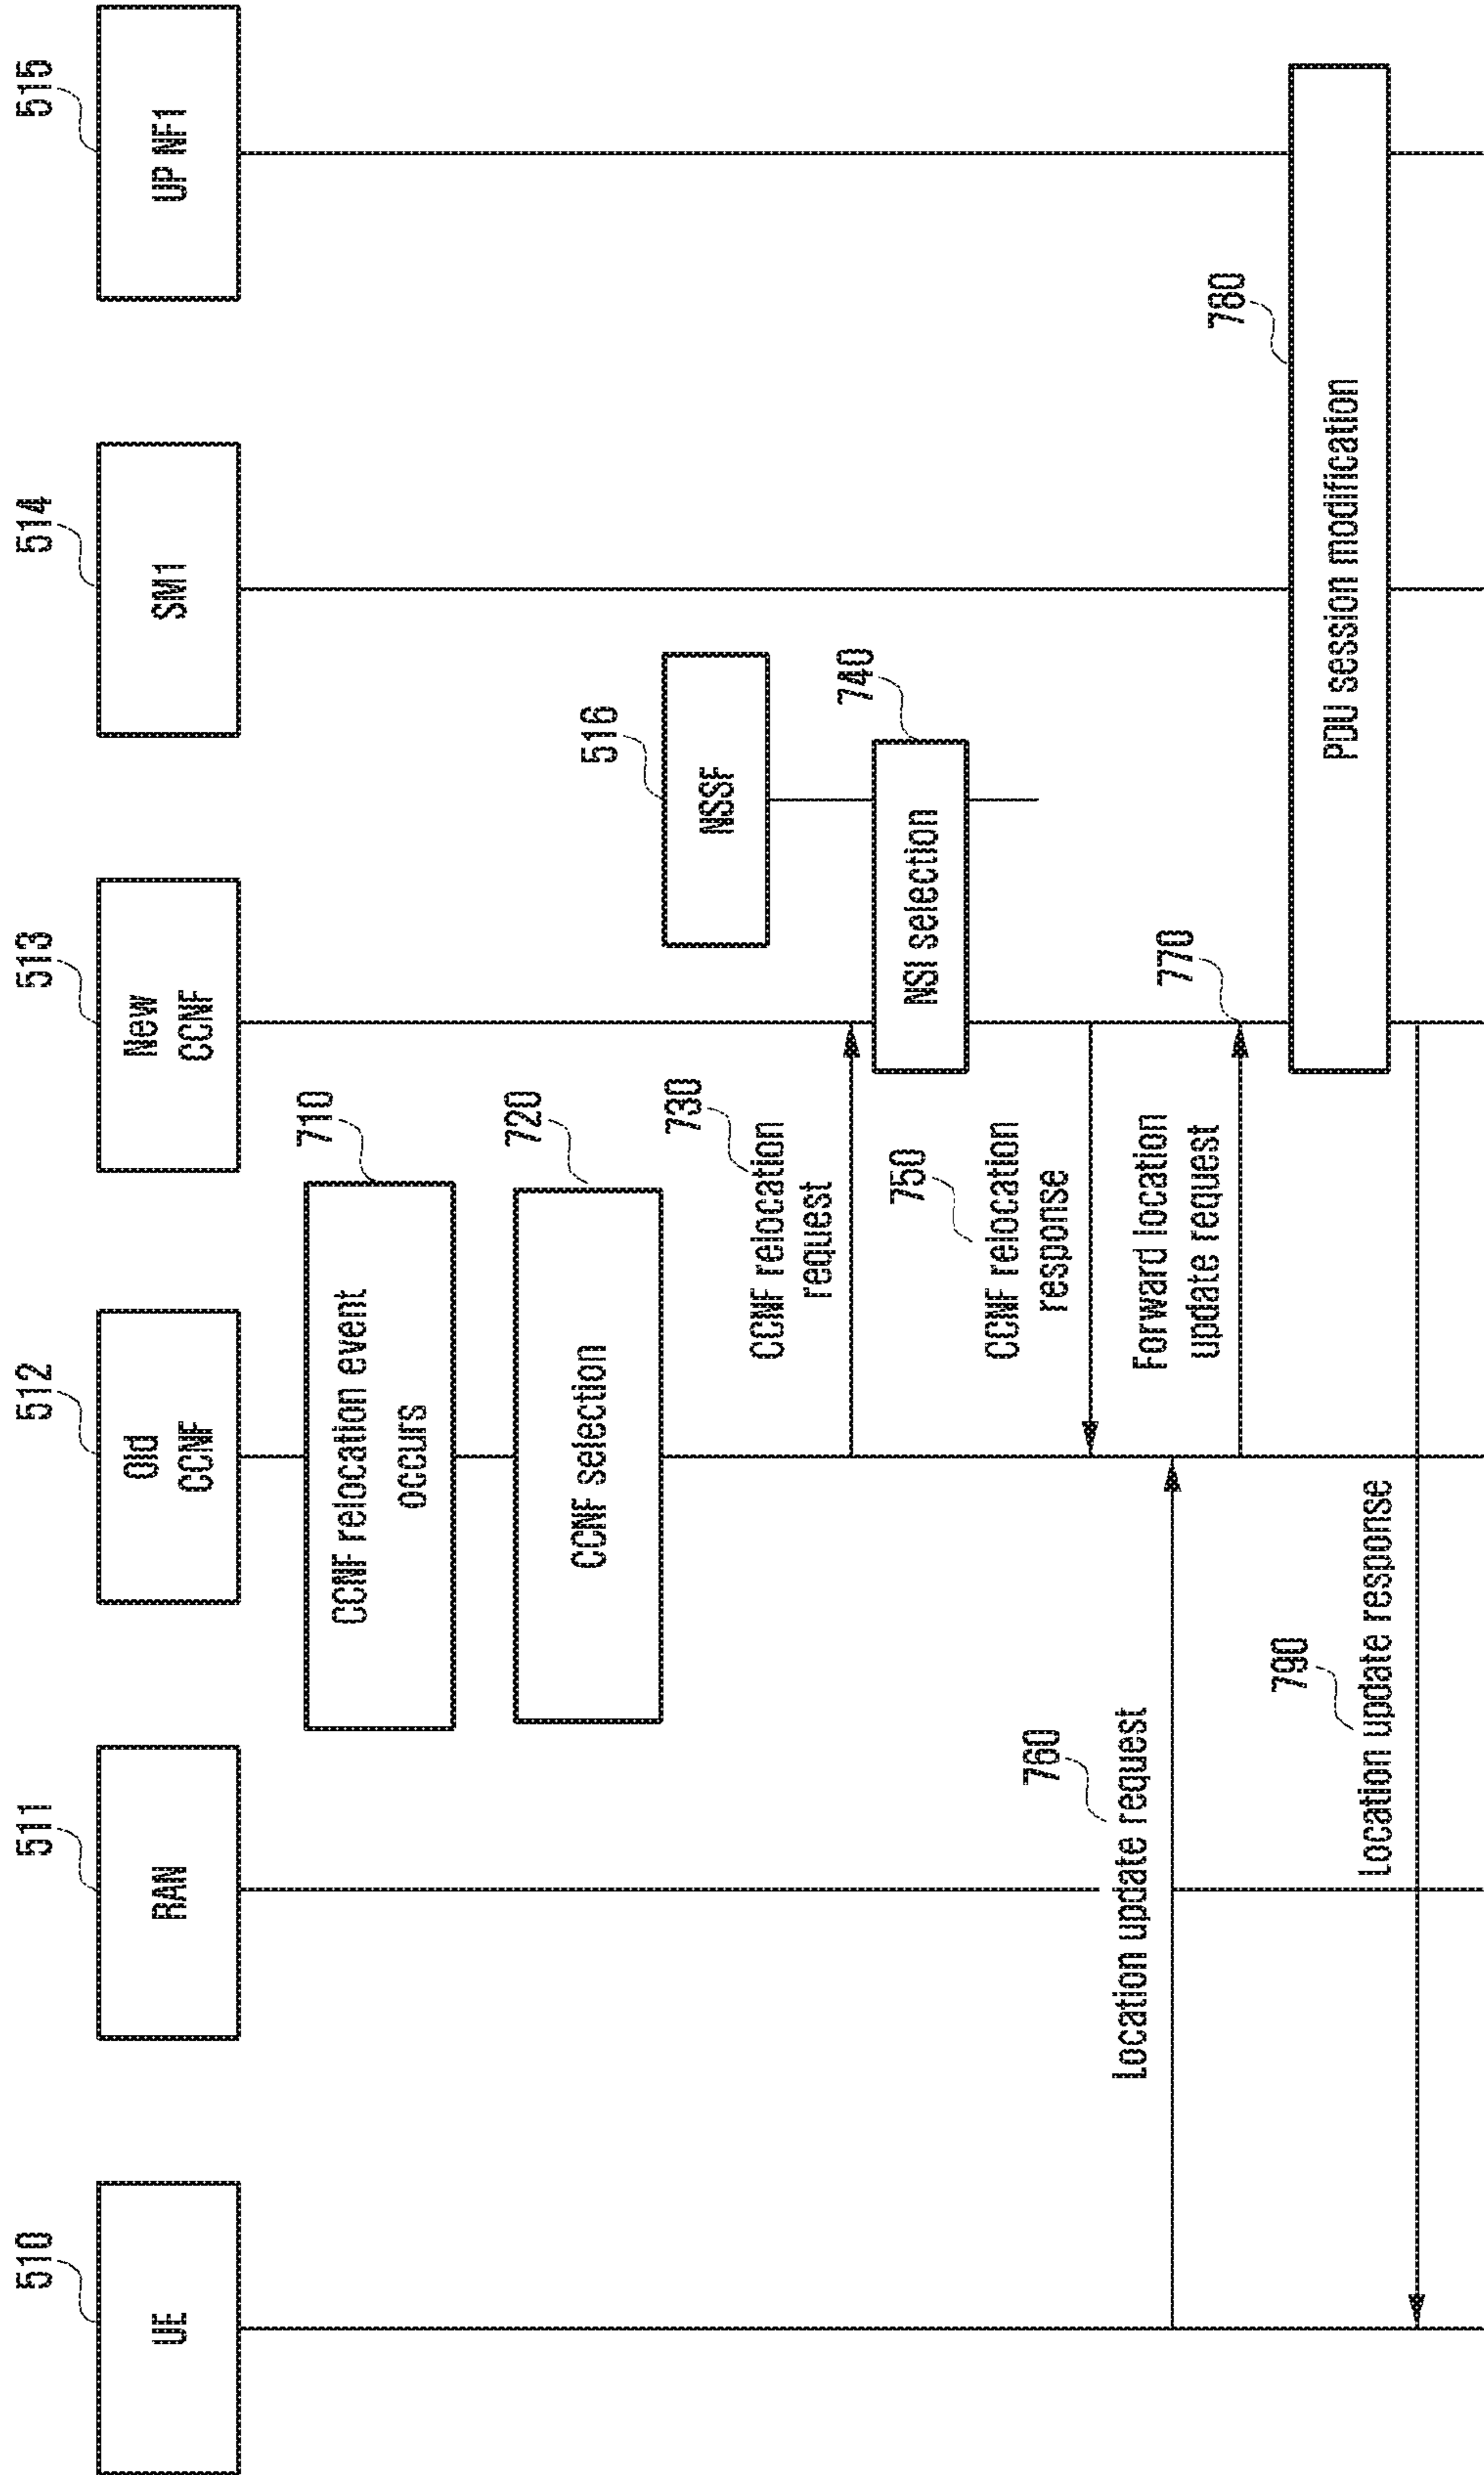 510
511
512
513
514
515
UE
RAN
Old
CCNF
New
CCNF
SM1
UP NF1
710
CCNF relocation event
occurs
720
CCNF selection
516
NSSF
730
CCNF relocation
request
740
NSI selection
750
CCNF relocation
response
760
Location update request
770
Forward location
update request
780
PDU session modification
790
Location update response